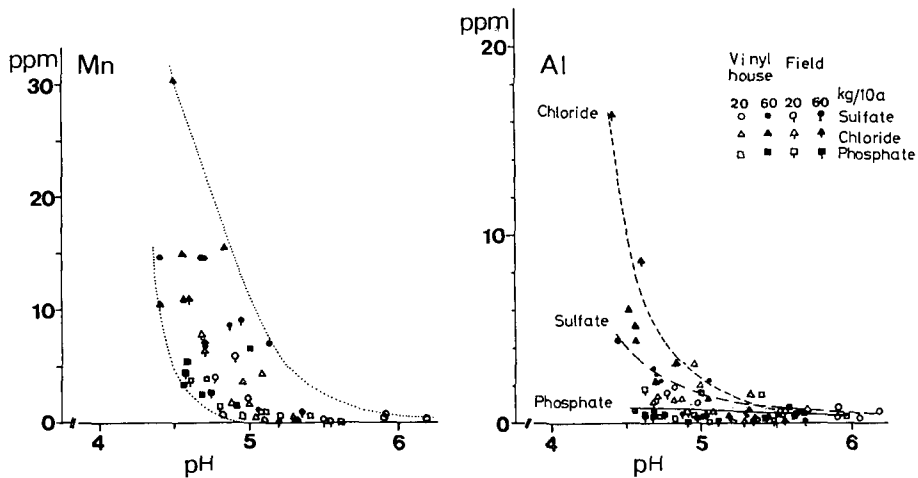 ppm
Mn
30
20
10
0
4
5
6
pH
ppm
Al
20
10
0
Chloride
Sulfate
Phosphate
4
5
6
pH
Vinyl house Field
20 60 20 60 kg/10a
Sulfate
Chloride
Phosphate